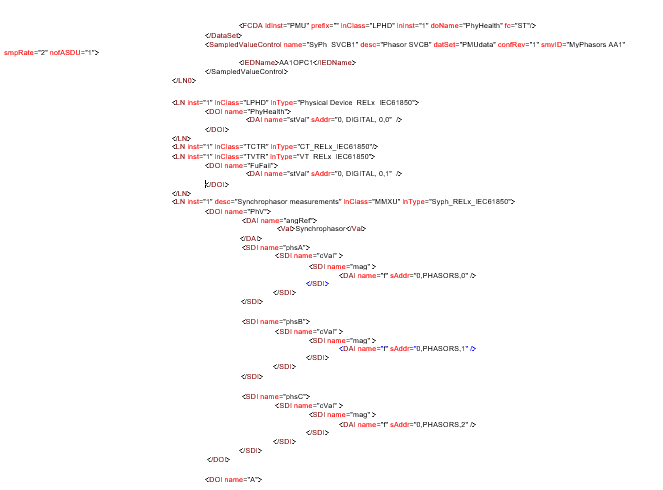 <FCDA ldInst="PMU" prefix="" lnClass="LPHD" lnInst="1" doName="PhyHealth" fc="ST"/>
</DataSet>
<SampledValueControl name="SyPh_SVCB1" desc="Phasor SVCB" datSet="PMUdata" confRev="1" smvID="MyPhasors AA1"
smpRate="2" nofASDU="1">
<IEDName>AA1OPC1</IEDName>
</SampledValueControl>
</LN0>
<LN inst="1" lnClass="LPHD" lnType="Physical Device_RELx_IEC61850">
<DOI name="PhyHealth">
<DAI name="stVal" sAddr="0, DIGITAL, 0,0" />
</DOI>
</LN>
<LN inst="1" lnClass="TCTR" lnType="CT_RELx_IEC61850"/>
<LN inst="1" lnClass="TVTR" lnType="VT_RELx_IEC61850">
<DOI name="FuFail">
<DAI name="stVal" sAddr="0, DIGITAL, 0,1" />
</DOI>
</LN>
<LN inst="1" desc="Synchrophasor measurements" lnClass="MMXU" lnType="Syph_RELx_IEC61850">
<DOI name="PhV">
<DAI name="angRef">
<Val>Synchrophasor</Val>
</DAI>
<SDI name="phsA">
<SDI name="cVal">
<SDI name="mag">
<DAI name="f" sAddr="0,PHASORS,0" />
</SDI>
</SDI>
</SDI>
<SDI name="phsB">
<SDI name="cVal">
<SDI name="mag">
<DAI name="f" sAddr="0,PHASORS,1" />
</SDI>
</SDI>
</SDI>
<SDI name="phsC">
<SDI name="cVal">
<SDI name="mag">
<DAI name="f" sAddr="0,PHASORS,2" />
</SDI>
</SDI>
</SDI>
</DOI>
<DOI name="A">